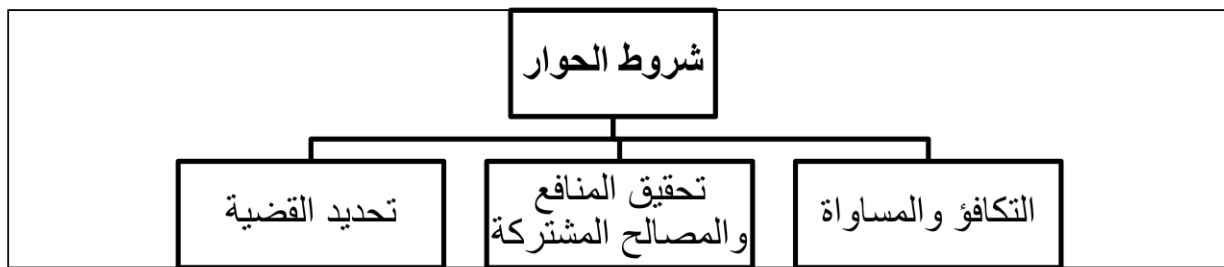 شروط الحوار
التكافؤ والمساواة
تحقيق المنافع
والمصالح المشتركة
تحديد القضية